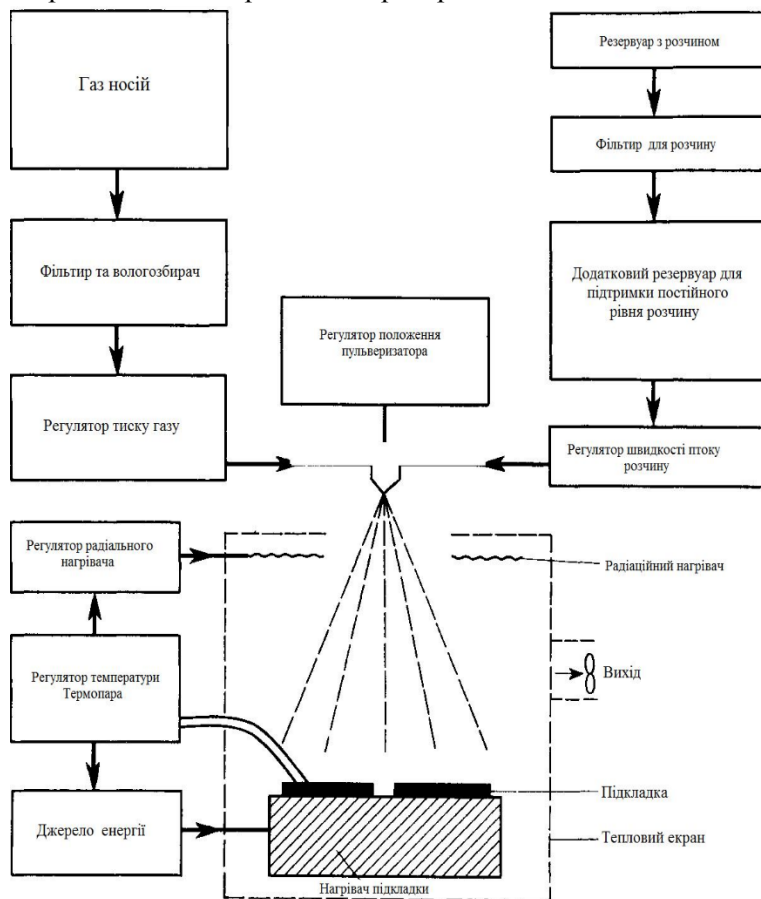 Газ носій
Фільтир та вологозбирач
Регулятор тиску газу
Регулятор положення
пульверизатора
Резервуар з розчином
Фільтир для розчину
Додатковий резервуар для
підтримки постійного
рівня розчину
Регулятор швидкості птоку
розчину
Регулятор радіального
нагрівача
Радіаційний нагрівач
Регулятор температури
Термопара
Вихід
Джерело енергії
Підкладка
Тепловий екран
Нагрівач підкладки